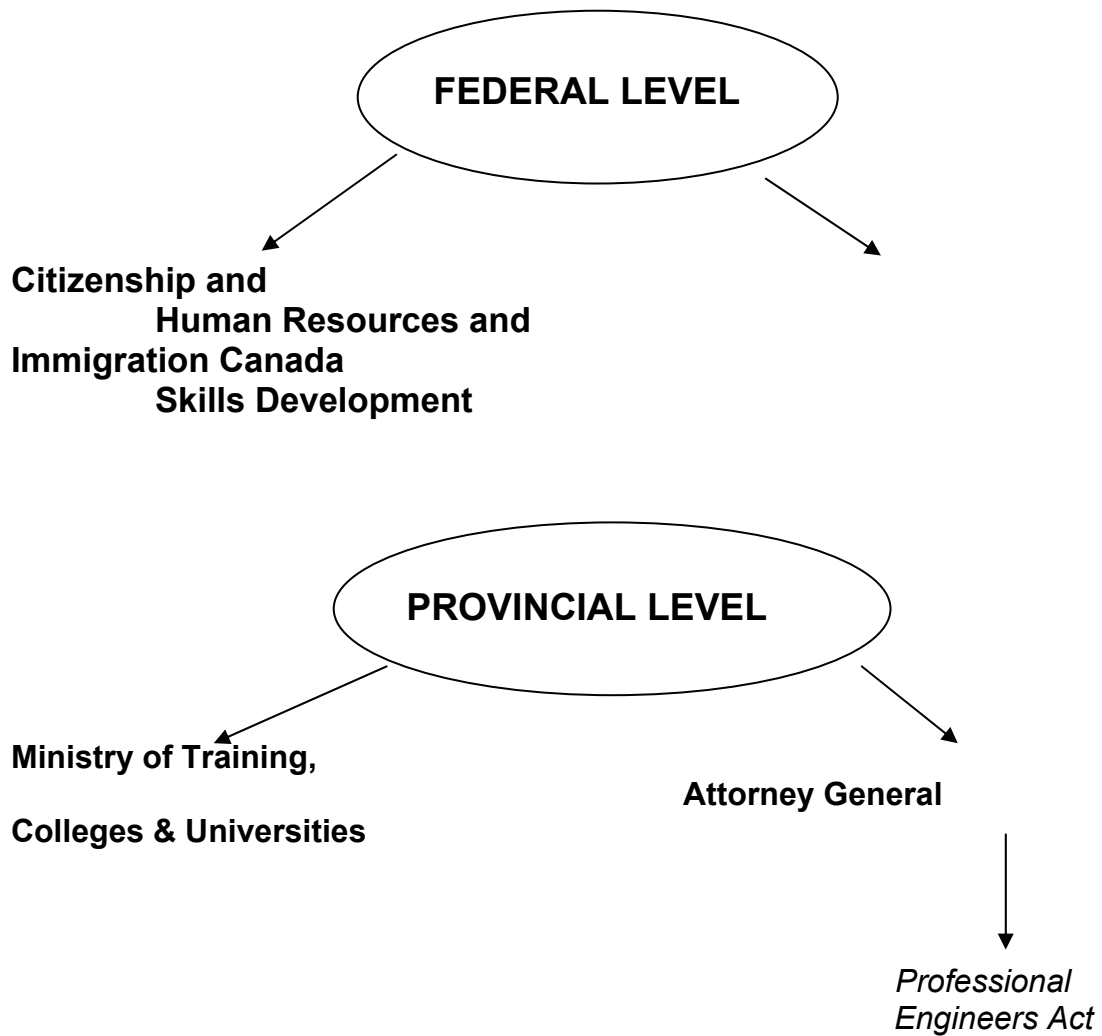 FEDERAL LEVEL
Citizenship and
Human Resources and
Immigration Canada
Skills Development
PROVINCIAL LEVEL
Ministry of Training,
Colleges & Universities
Attorney General
Professional
Engineers Act